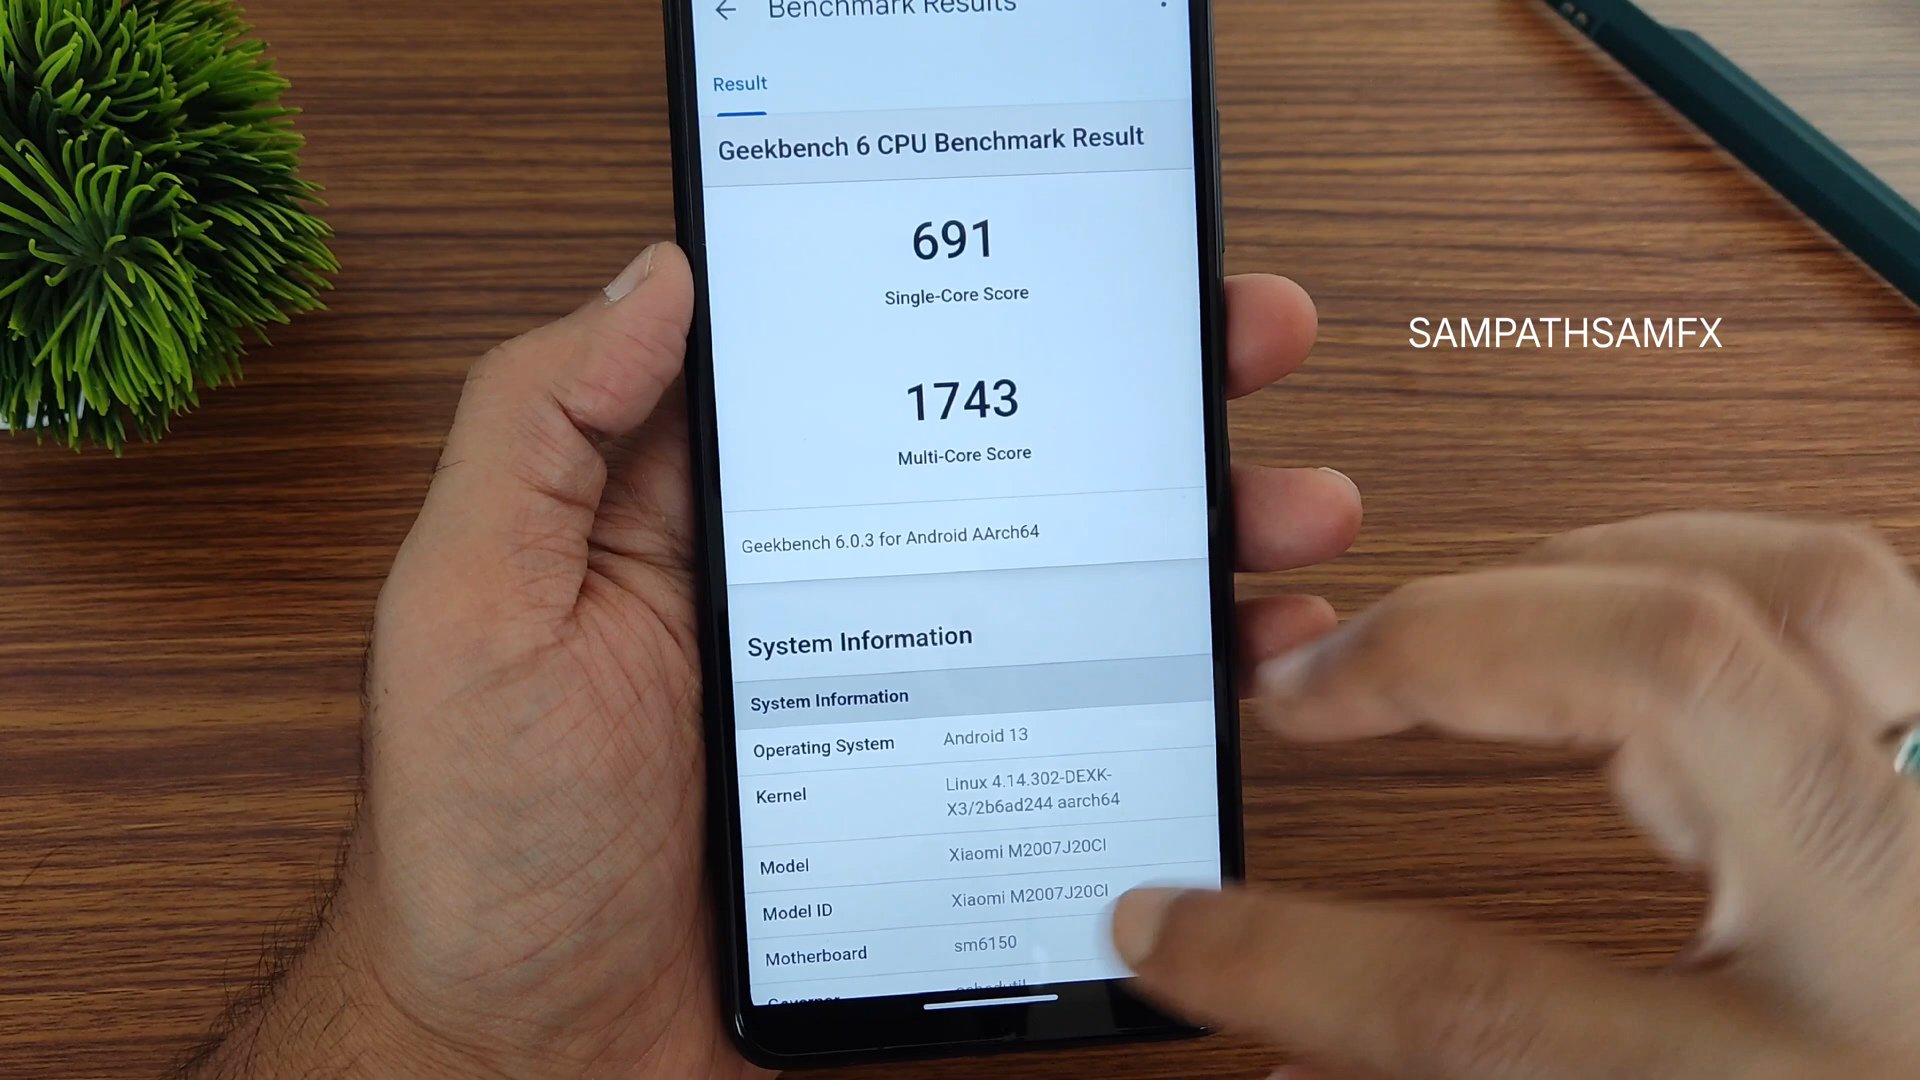 Benchmark Results
Result
Geekbench 6 CPU Benchmark Result
691
Single-Core Score
1743
Multi-Core Score
Geekbench 6.0.3 for Android AArch64
System Information
System Information
Operating System Android 13
Kernel Linux 4.14.302-DEXK-
X3/2b6ad244 aarch64
Model Xiaomi M2007J20CI
Model ID Xiaomi M2007J20CI
Motherboard sm6150
Governor schedutil
SAMPATHSAMFX